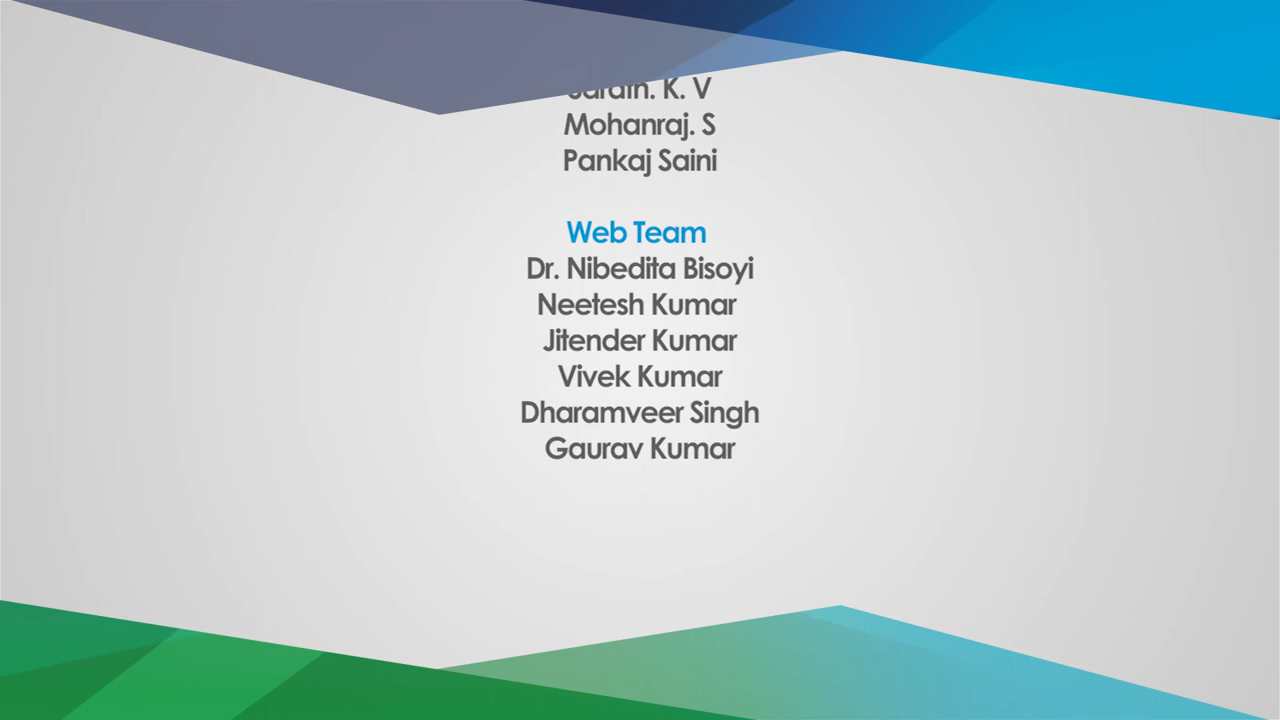 K. V
Mohanraj. S
Pankaj Saini
Web Team
Dr. Nibedita Bisoyi
Neetesh Kumar
Jitender Kumar
Vivek Kumar
Dharamveer Singh
Gaurav Kumar